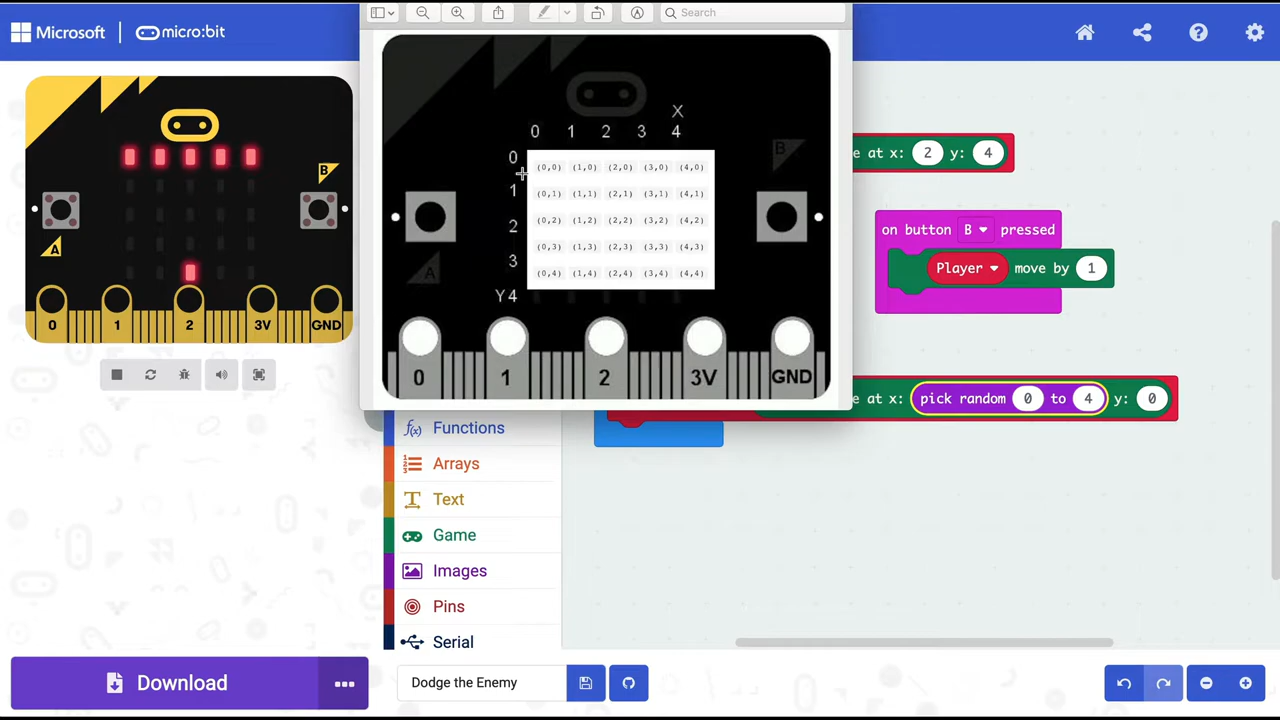 Microsoft | micro:bit
Search
X
0 1 2 3 4
0 (0,0) (1,0) (2,0) (3,0) (4,0)
1 (0,1) (1,1) (2,1) (3,1) (4,1)
2 (0,2) (1,2) (2,2) (3,2) (4,2)
3 (0,3) (1,3) (2,3) (3,3) (4,3)
Y 4 (0,4) (1,4) (2,4) (3,4) (4,4)
B
A
0 1 2 3V GND
B
A
0 1 2 3V GND
e at x: 2 y: 4
on button B pressed
Player move by 1
e at x: pick random 0 to 4 y: 0
Functions
Arrays
Text
Game
Images
Pins
Serial
Download
Dodge the Enemy